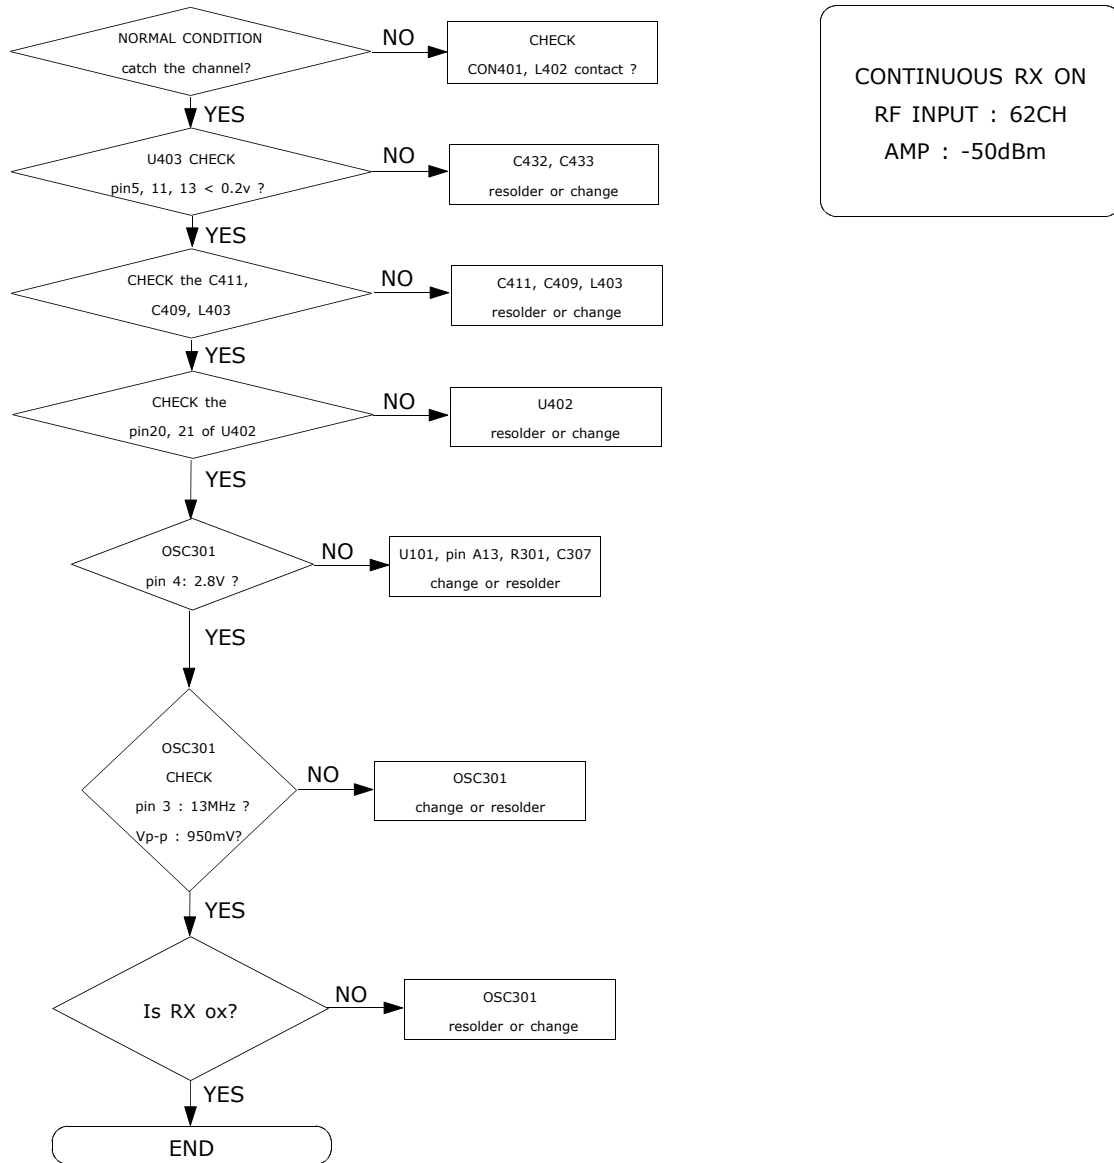 NORMAL CONDITION
catch the channel?
NO
CHECK
CON401, L402 contact ?
CONTINUOUS RX ON
RF INPUT : 62CH
AMP : -50dBm
YES
U403 CHECK
pin5, 11, 13 < 0.2v ?
NO
C432, C433
resolder or change
YES
CHECK the C411,
C409, L403
NO
C411, C409, L403
resolder or change
YES
CHECK the
pin20, 21 of U402
NO
U402
resolder or change
YES
OSC301
pin 4: 2.8V ?
NO
U101, pin A13, R301, C307
change or resolder
YES
OSC301
CHECK
pin 3 : 13MHz ?
Vp-p : 950mV?
NO
OSC301
change or resolder
YES
Is RX ox?
NO
OSC301
resolder or change
YES
END